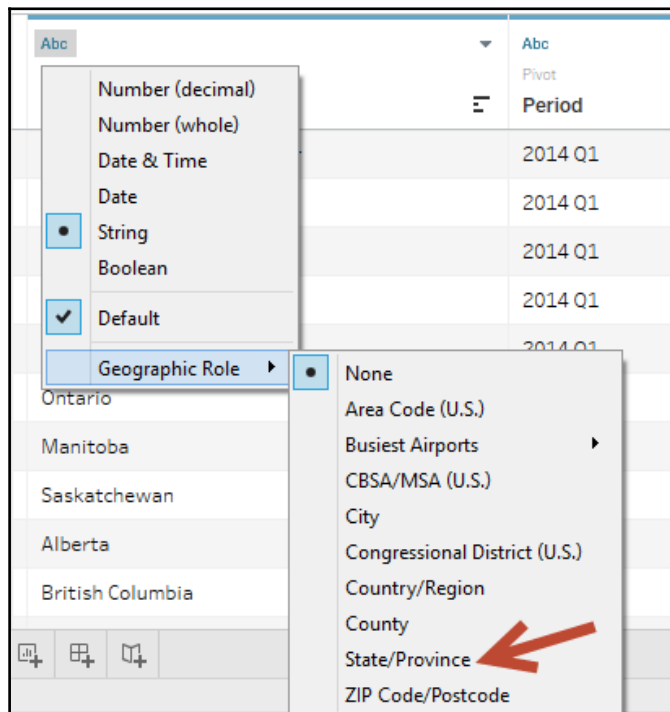 Abc
Abc
Pivot
Period
Number (decimal)
Number (whole)
Date & Time
Date
String
Boolean
Default
Geographic Role
2014 Q1
2014 Q1
2014 Q1
2014 Q1
2014 Q1
Ontario
Manitoba
Saskatchewan
Alberta
British Columbia
None
Area Code (U.S.)
Busiest Airports
CBSA/MSA (U.S.)
City
Congressional District (U.S.)
Country/Region
County
State/Province
ZIP Code/Postcode